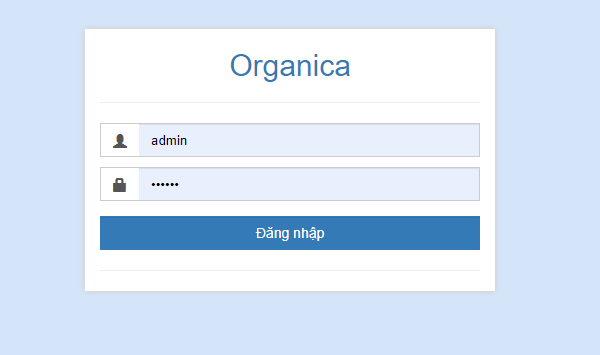 Organica
admin
••••••
Đăng nhập